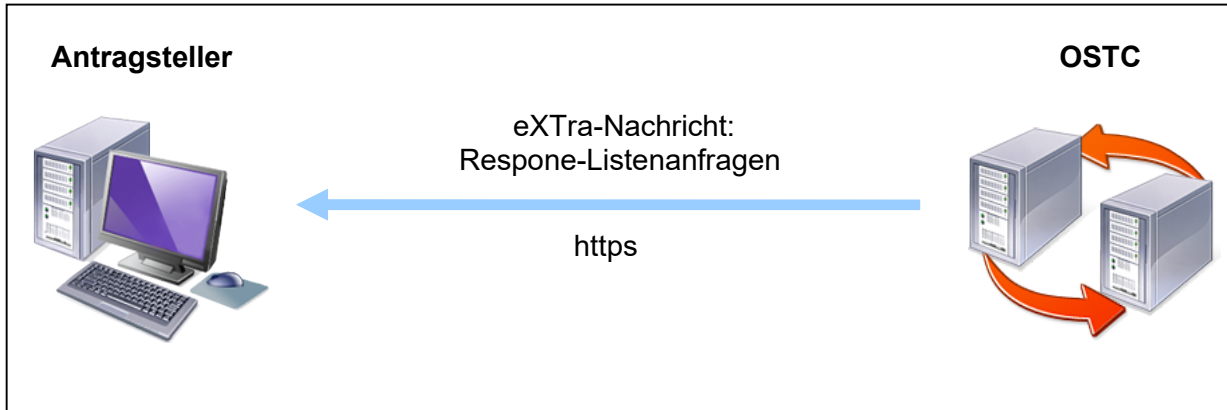 Antragsteller
OSTC
eXTra-Nachricht:
Respone-Listenanfragen
https